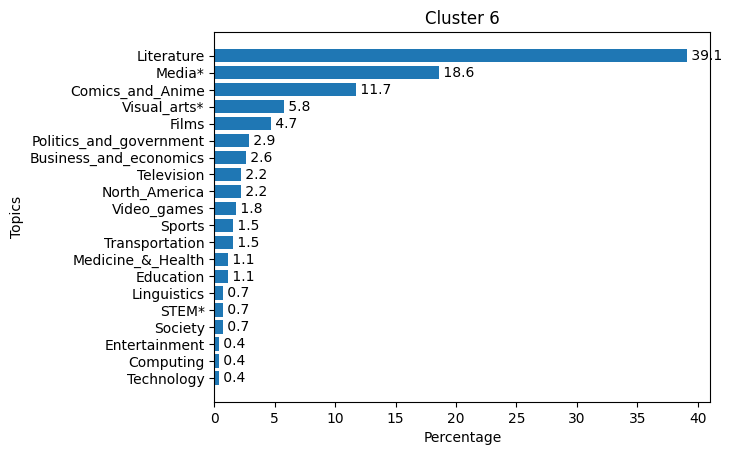 Cluster 6
Topics
Literature 39.1
Media* 18.6
Comics_and_Anime 11.7
Visual_arts* 5.8
Films 4.7
Politics_and_government 2.9
Business_and_economics 2.6
Television 2.2
North_America 2.2
Video_games 1.8
Sports 1.5
Transportation 1.5
Medicine_&_Health 1.1
Education 1.1
Linguistics 0.7
STEM* 0.7
Society 0.7
Entertainment 0.4
Computing 0.4
Technology 0.4
0 5 10 15 20 25 30 35 40
Percentage